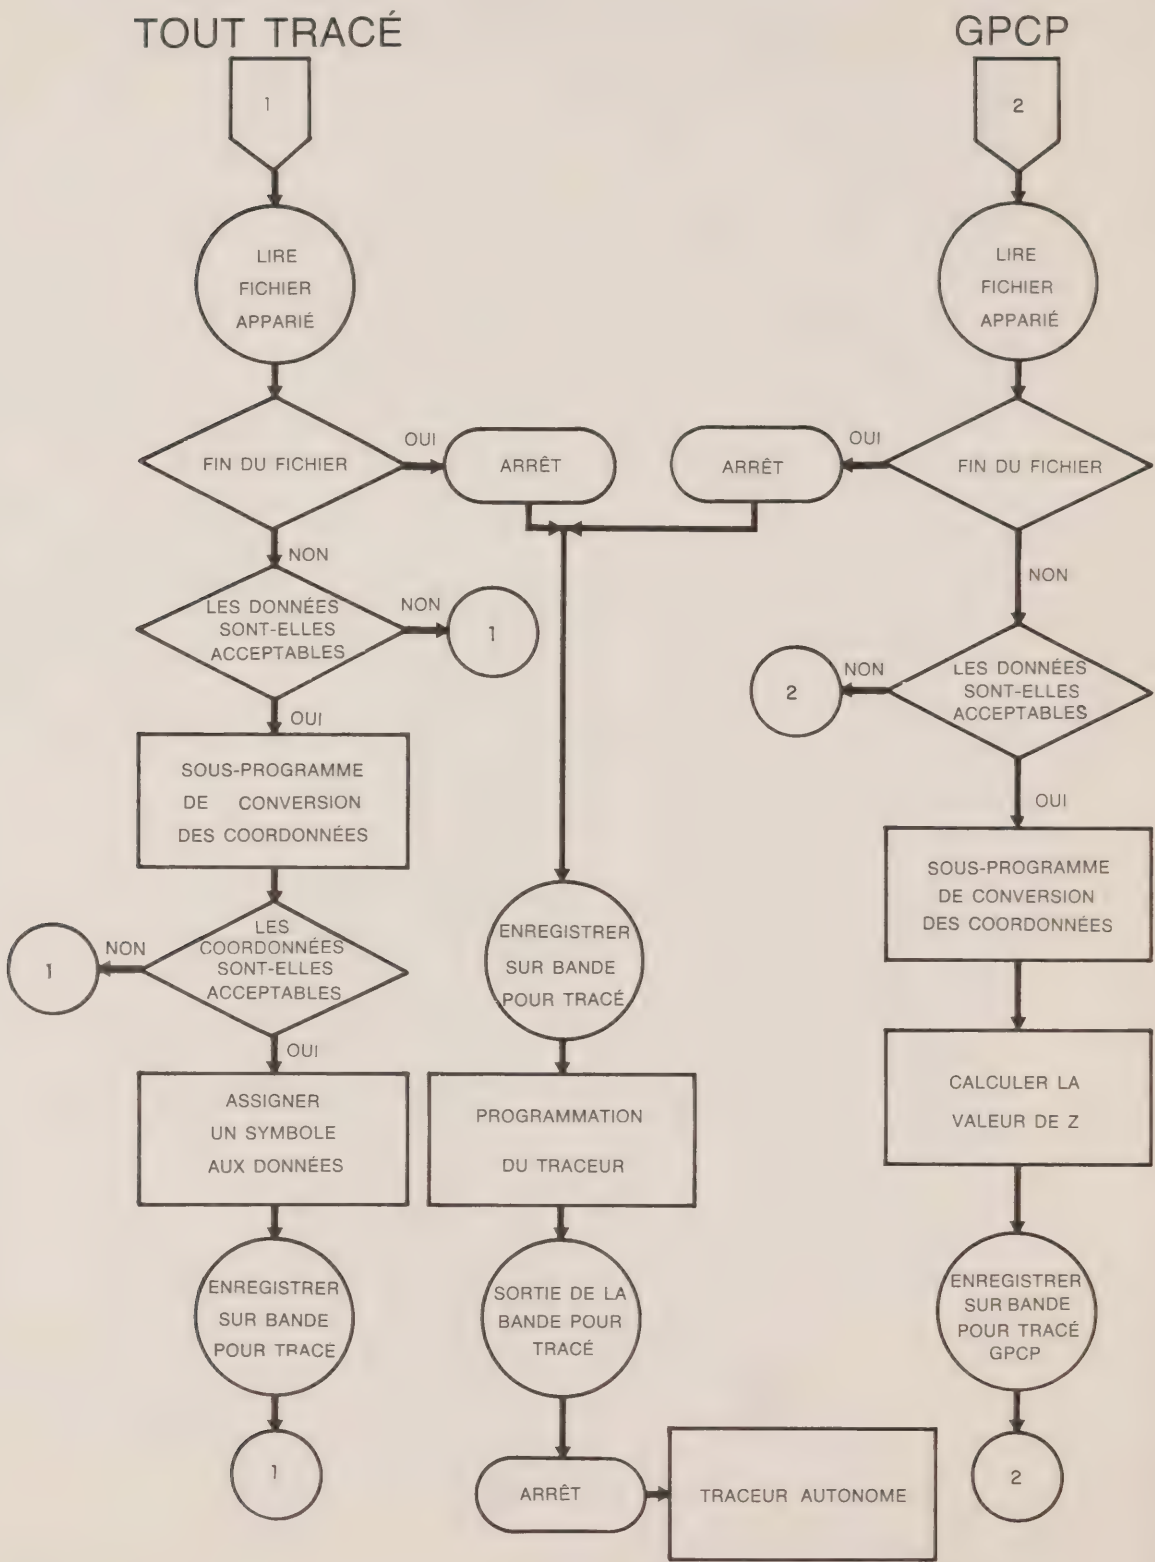 TOUT TRACÉ
1
LIRE
FICHIER
APPARIÉ
FIN DU FICHIER
OUI
ARRÊT
NON
LES DONNÉES
SONT-ELLES
ACCEPTABLES
NON
1
OUI
SOUS-PROGRAMME
DE CONVERSION
DES COORDONNÉES
LES
COORDONNÉES
SONT-ELLES
ACCEPTABLES
NON
1
OUI
ASSIGNER
UN SYMBOLE
AUX DONNÉES
ENREGISTRER
SUR BANDE
POUR TRACÉ
1
ENREGISTRER
SUR BANDE
POUR TRACÉ
PROGRAMMATION
DU TRACEUR
SORTIE DE LA
BANDE POUR
TRACÉ
ARRÊT
TRACEUR AUTONOME
GPCP
2
LIRE
FICHIER
APPARIÉ
FIN DU FICHIER
OUI
ARRÊT
NON
LES DONNÉES
SONT-ELLES
ACCEPTABLES
NON
2
OUI
SOUS-PROGRAMME
DE CONVERSION
DES COORDONNÉES
CALCULER LA
VALEUR DE Z
ENREGISTRER
SUR BANDE
POUR TRACÉ
GPCP
2